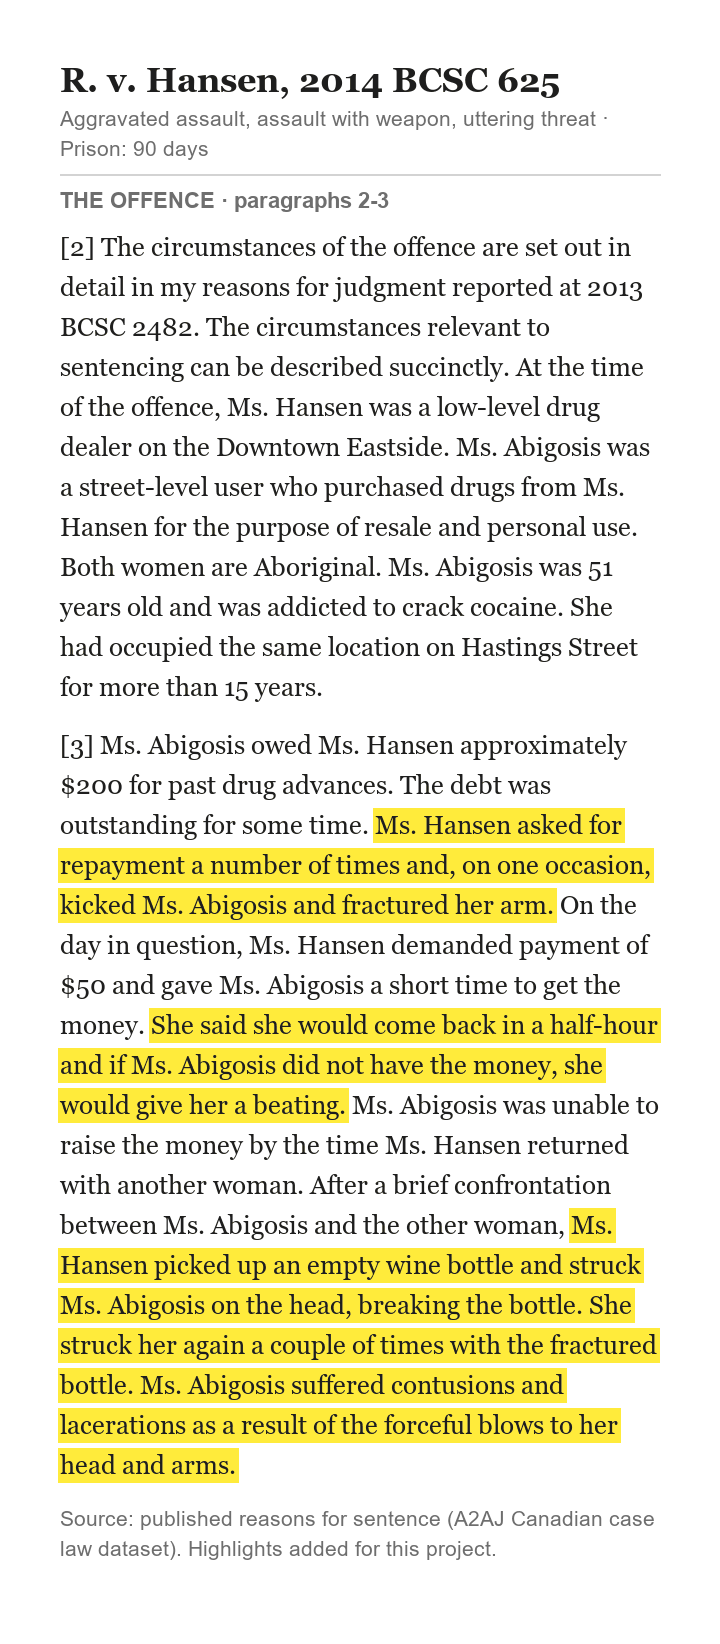 R. v. Hansen, 2014 BCSC 625
Aggravated assault, assault with weapon, uttering threat ·
Prison: 90 days
THE OFFENCE · paragraphs 2-3
[2] The circumstances of the offence are set out in
detail in my reasons for judgment reported at 2013
BCSC 2482. The circumstances relevant to
sentencing can be described succinctly. At the time
of the offence, Ms. Hansen was a low-level drug
dealer on the Downtown Eastside. Ms. Abigosis was
a street-level user who purchased drugs from Ms.
Hansen for the purpose of resale and personal use.
Both women are Aboriginal. Ms. Abigosis was 51
years old and was addicted to crack cocaine. She
had occupied the same location on Hastings Street
for more than 15 years.
[3] Ms. Abigosis owed Ms. Hansen approximately
$200 for past drug advances. The debt was
outstanding for some time. Ms. Hansen asked for
repayment a number of times and, on one occasion,
kicked Ms. Abigosis and fractured her arm. On the
day in question, Ms. Hansen demanded payment of
$50 and gave Ms. Abigosis a short time to get the
money. She said she would come back in a half-hour
and if Ms. Abigosis did not have the money, she
would give her a beating. Ms. Abigosis was unable to
raise the money by the time Ms. Hansen returned
with another woman. After a brief confrontation
between Ms. Abigosis and the other woman, Ms.
Hansen picked up an empty wine bottle and struck
Ms. Abigosis on the head, breaking the bottle. She
struck her again a couple of times with the fractured
bottle. Ms. Abigosis suffered contusions and
lacerations as a result of the forceful blows to her
head and arms.
Source: published reasons for sentence (A2AJ Canadian case
law dataset). Highlights added for this project.